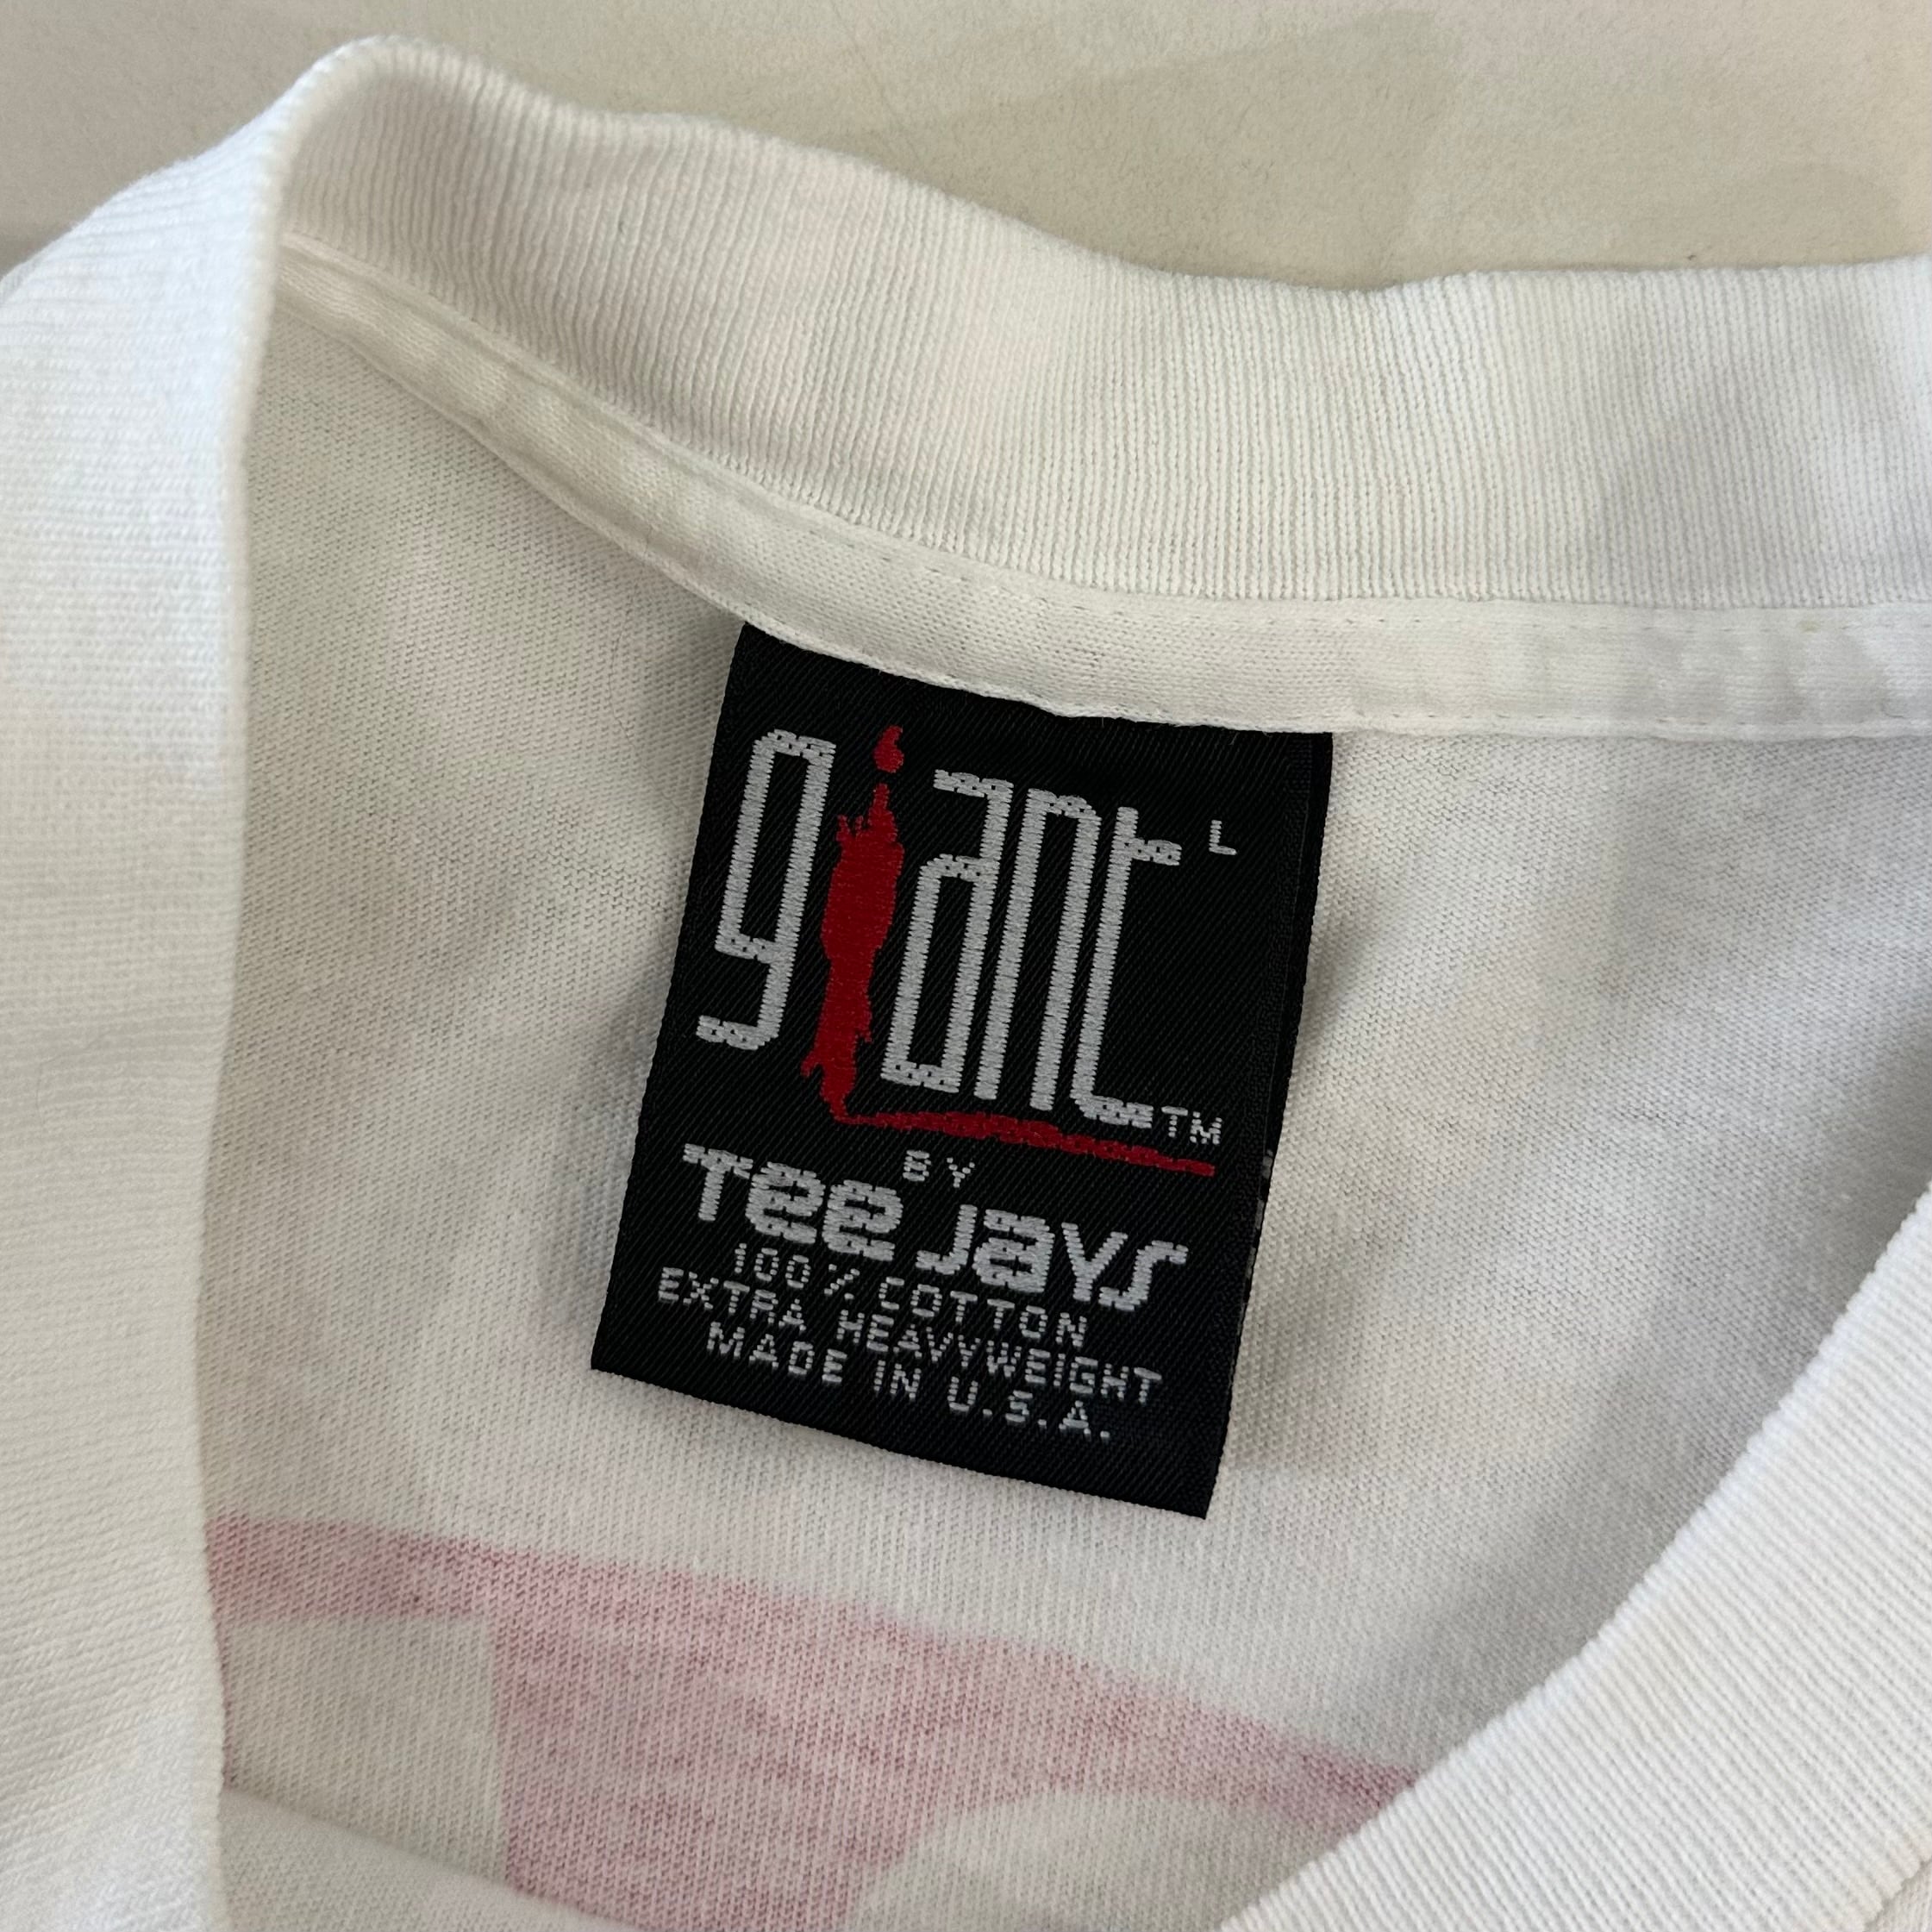 giant L
TM
BY
Tee Jays
100% COTTON
EXTRA HEAVYWEIGHT
MADE IN U.S.A.